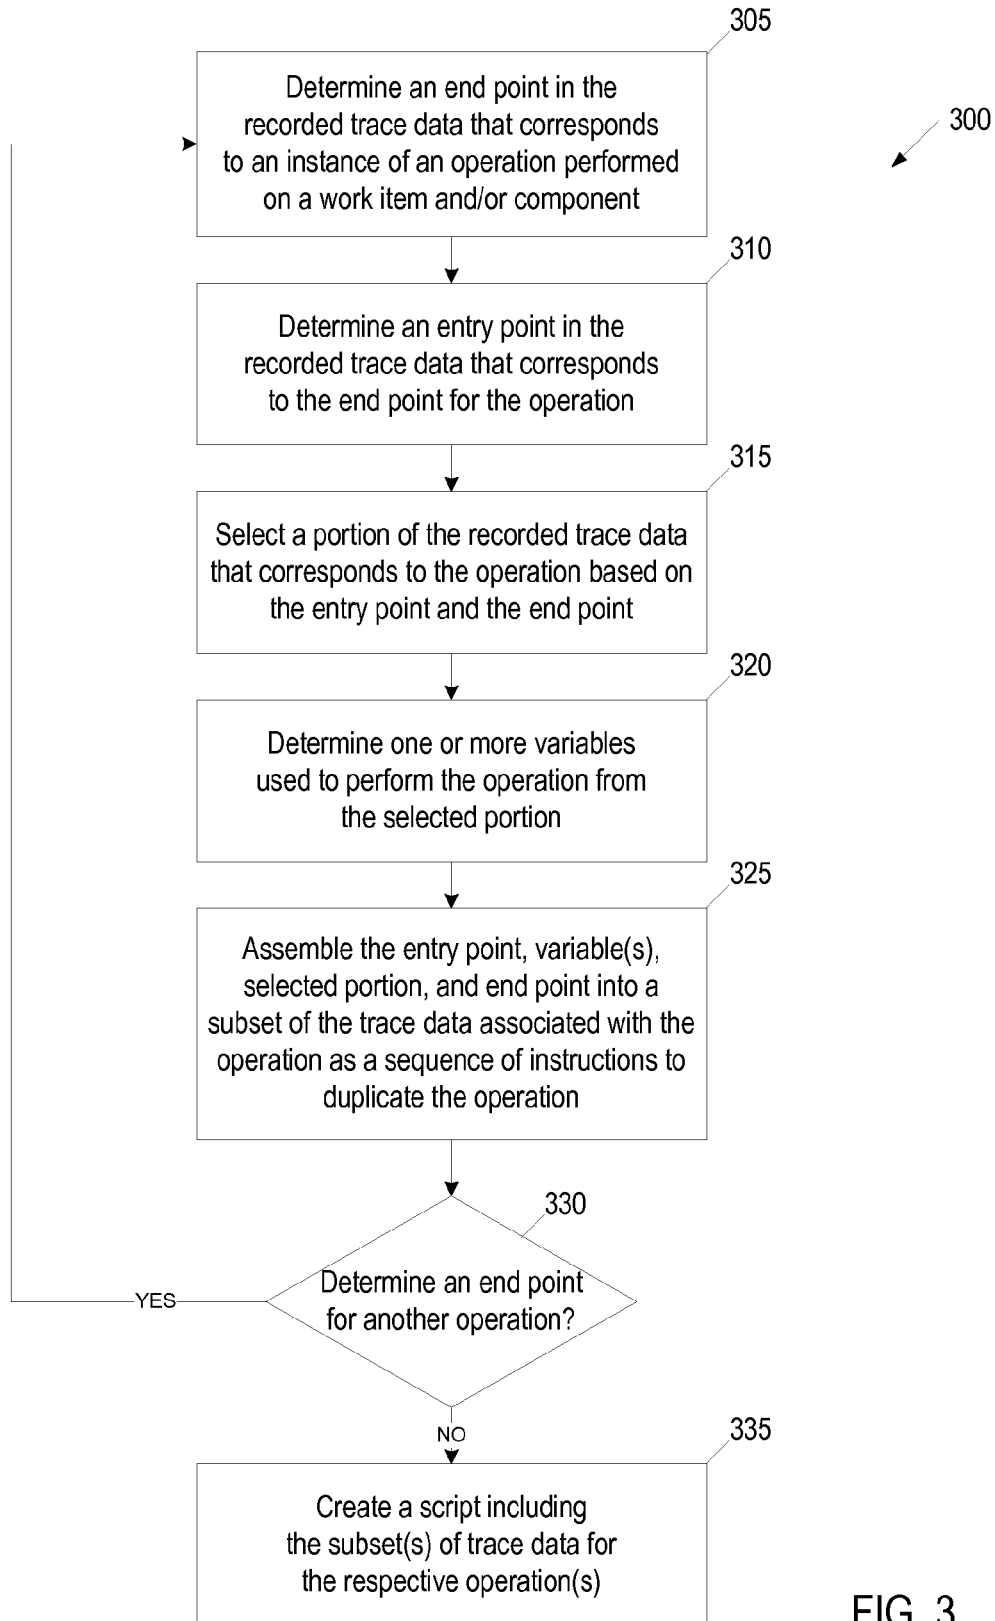 305
Determine an end point in the
recorded trace data that corresponds
to an instance of an operation performed
on a work item and/or component
300
310
Determine an entry point in the
recorded trace data that corresponds
to the end point for the operation
315
Select a portion of the recorded trace data
that corresponds to the operation based on
the entry point and the end point
320
Determine one or more variables
used to perform the operation from
the selected portion
325
Assemble the entry point, variable(s),
selected portion, and end point into a
subset of the trace data associated with the
operation as a sequence of instructions to
duplicate the operation
330
Determine an end point
for another operation?
YES
NO
335
Create a script including
the subset(s) of trace data for
the respective operation(s)
FIG. 3